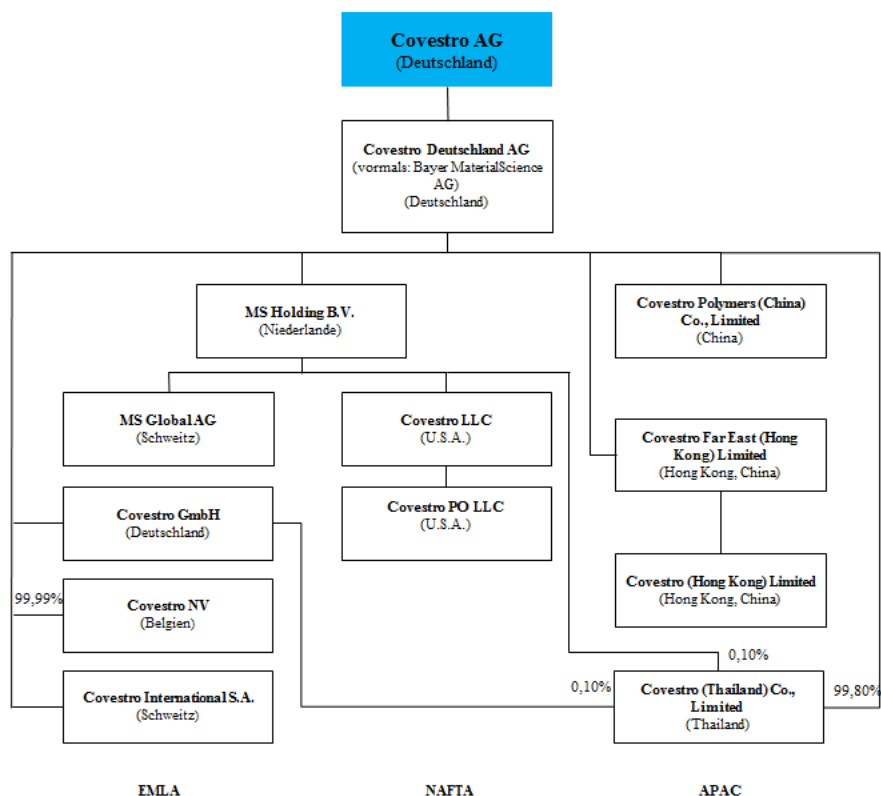 Covestro AG
(Deutschland)
Covestro Deutschland AG
(vormals: Bayer MaterialScience
AG)
(Deutschland)
MS Holding B.V.
(Niederlande)
Covestro Polymers (China)
Co., Limited
(China)
MS Global AG
(Schweitz)
Covestro LLC
(U.S.A.)
Covestro Far East (Hong
Kong) Limited
(Hong Kong, China)
Covestro GmbH
(Deutschland)
Covestro PO LLC
(U.S.A.)
99,99%
Covestro NV
(Belgien)
Covestro (Hong Kong) Limited
(Hong Kong, China)
Covestro International S.A.
(Schweitz)
0,10%
0,10%
Covestro (Thailand) Co.,
Limited
(Thailand)
99,80%
EMLA
NAFTA
APAC